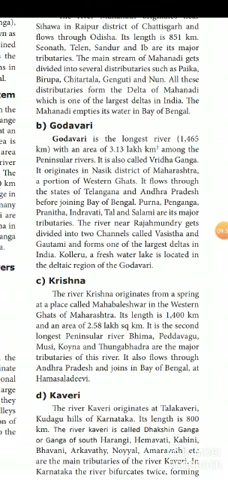 The river Mahanadi originates near
Sihawa in Raipur district of Chattisgarh and
flows through Odisha. Its length is 851 km.
Seonath, Telen, Sandur and Ib are its major
tributaries. The main stream of Mahanadi gets
divided into several distributaries such as Paika,
Birupa, Chitartala, Genguti and Nun. All these
distributories form the Delta of Mahanadi
which is one of the largest deltas in India. The
Mahanadi empties its water in Bay of Bengal.
b) Godavari
Godavari is the longest river (1,465
km) with an area of 3.13 lakh km² among the
Peninsular rivers. It is also called Vridha Ganga.
It originates in Nasik district of Maharashtra,
a portion of Western Ghats. It flows through
the states of Telangana and Andhra Pradesh
before joining Bay of Bengal. Purna, Penganga,
Pranitha, Indravati, Tal and Salami are its major
tributaries. The river near Rajahmundry gets
divided into two Channels called Vasistha and
Gautami and forms one of the largest deltas in
India. Kolleru, a fresh water lake is located in
the deltaic region of the Godavari.
c) Krishna
The river Krishna originates from a spring
at a place called Mahabaleshwar in the Western
Ghats of Maharastra. Its length is 1,400 km
and an area of 2.58 lakh sq km. It is the second
longest Peninsular river Bhima, Peddavagu,
Musi, Koyna and Thungabhadra are the major
tributaries of this river. It also flows through
Andhra Pradesh and joins in Bay of Bengal, at
Hamasaladeevi.
d) Kaveri
The river Kaveri originates at Talakaveri,
Kudagu hills of Karnataka. Its length is 800
km. The river kaveri is called Dhakshin Ganga
or Ganga of south Harangi, Hemavati, Kabini,
Bhavani, Arkavathy, Noyyal, Amaravati etc
are the main tributaries of the river Kaveri. In
Karnataka the river bifurcates twice, forming